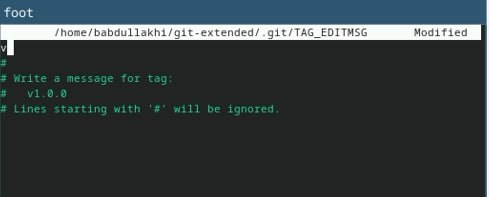 foot
/home/babdullakhi/git-extended/.git/TAG_EDITMSG Modified
v
#
# Write a message for tag:
#   v1.0.0
# Lines starting with '#' will be ignored.